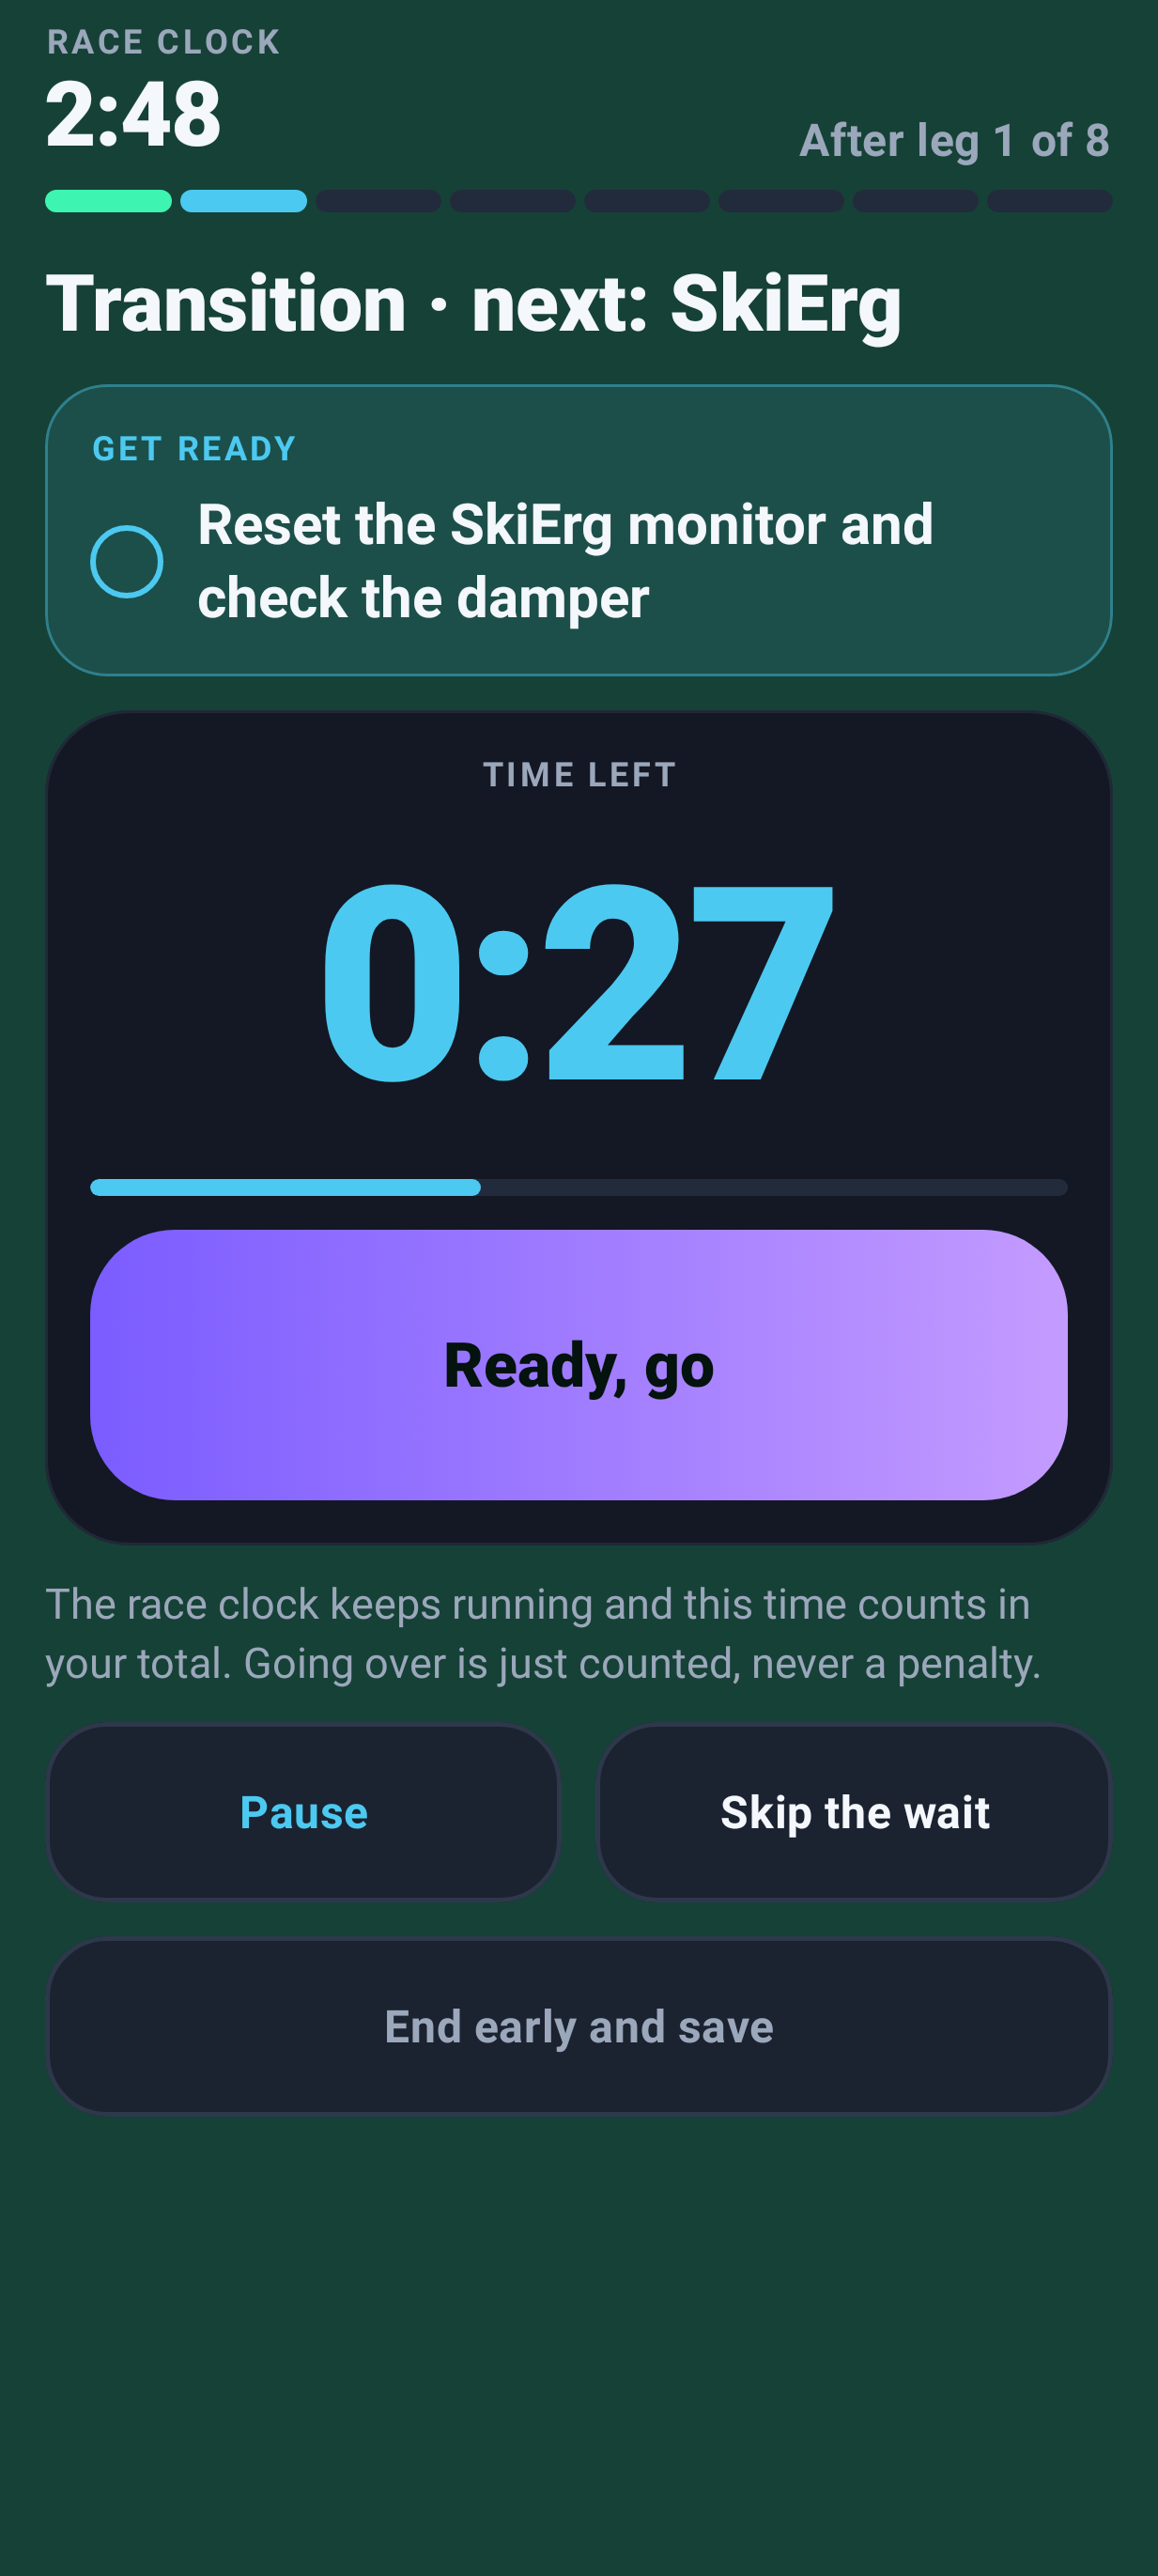 RACE CLOCK
2:48
After leg 1 of 8
Transition · next: SkiErg
GET READY
Reset the SkiErg monitor and
check the damper
TIME LEFT
0:27
Ready, go
The race clock keeps running and this time counts in
your total. Going over is just counted, never a penalty.
Pause
Skip the wait
End early and save